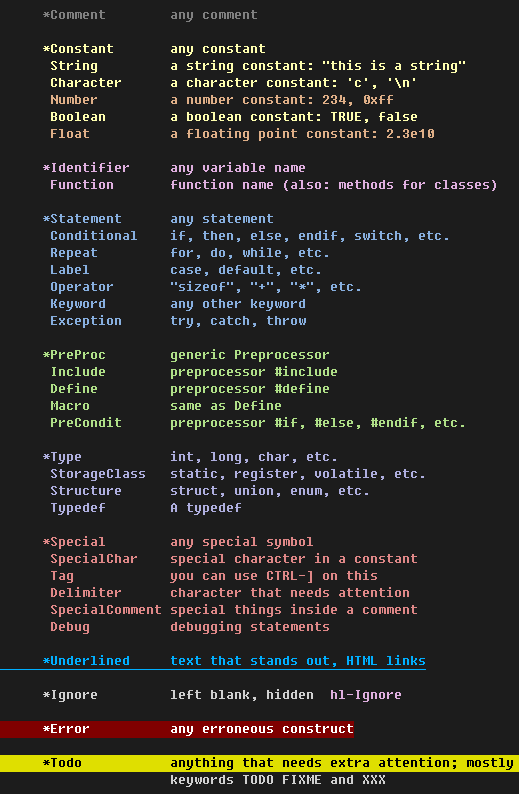 *Comment any comment
*Constant any constant
String a string constant: "this is a string"
Character a character constant: 'c', '\n'
Number a number constant: 234, 0xff
Boolean a boolean constant: TRUE, false
Float a floating point constant: 2.3e10
*Identifier any variable name
Function function name (also: methods for classes)
*Statement any statement
Conditional if, then, else, endif, switch, etc.
Repeat for, do, while, etc.
Label case, default, etc.
Operator "sizeof", "+", "*", etc.
Keyword any other keyword
Exception try, catch, throw
*PreProc generic Preprocessor
Include preprocessor #include
Define preprocessor #define
Macro same as Define
PreCondit preprocessor #if, #else, #endif, etc.
*Type int, long, char, etc.
StorageClass static, register, volatile, etc.
Structure struct, union, enum, etc.
Typedef A typedef
*Special any special symbol
SpecialChar special character in a constant
Tag you can use CTRL-] on this
Delimiter character that needs attention
SpecialComment special things inside a comment
Debug debugging statements
*Underlined text that stands out, HTML links
*Ignore left blank, hidden hl-Ignore
*Error any erroneous construct
*Todo anything that needs extra attention; mostly
keywords TODO FIXME and XXX